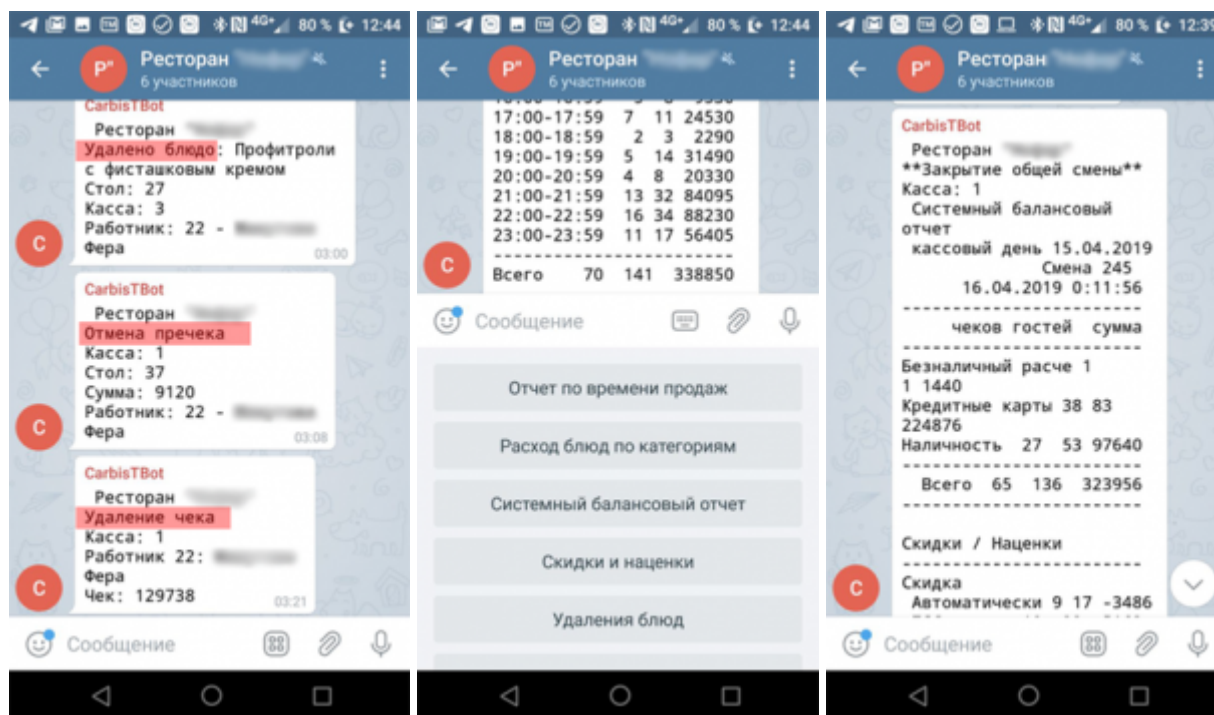 80 % 12:44
Р"
Ресторан
6 участников
CarbisTBot
Ресторан
Удалено блюдо: Профитроли
с фисташковым кремом
Стол: 27
Касса: 3
Работник: 22 -
Фера
03:00
С
CarbisTBot
Ресторан
Отмена пречека
Касса: 1
Стол: 37
Сумма: 9120
Работник: 22 -
Фера
03:08
С
CarbisTBot
Ресторан
Удаление чека
Касса: 1
Работник 22:
Фера
Чек: 129738
03:21
С
Сообщение
4G+ 80 % 12:44
Р"
Ресторан
6 участников
17:00-17:59 7 11 24530
18:00-18:59 2 3 2290
19:00-19:59 5 14 31490
20:00-20:59 4 8 20330
21:00-21:59 13 32 84095
22:00-22:59 16 34 88230
23:00-23:59 11 17 56405
Всего 70 141 338850
С
Сообщение
Отчет по времени продаж
Расход блюд по категориям
Системный балансовый отчет
Скидки и наценки
Удаления блюд
4G+ 80 % 12:39
Р"
Ресторан
6 участников
CarbisTBot
Ресторан
**Закрытие общей смены**
Касса: 1
Системный балансовый
отчет
кассовый день 15.04.2019
Смена 245
16.04.2019 0:11:56
чеков гостей сумма
Безналичный расче 1
1 1440
Кредитные карты 38 83
224876
Наличность 27 53 97640
Всего 65 136 323956
Скидки / Наценки
Скидка
Автоматически 9 17 -3486
С
Сообщение